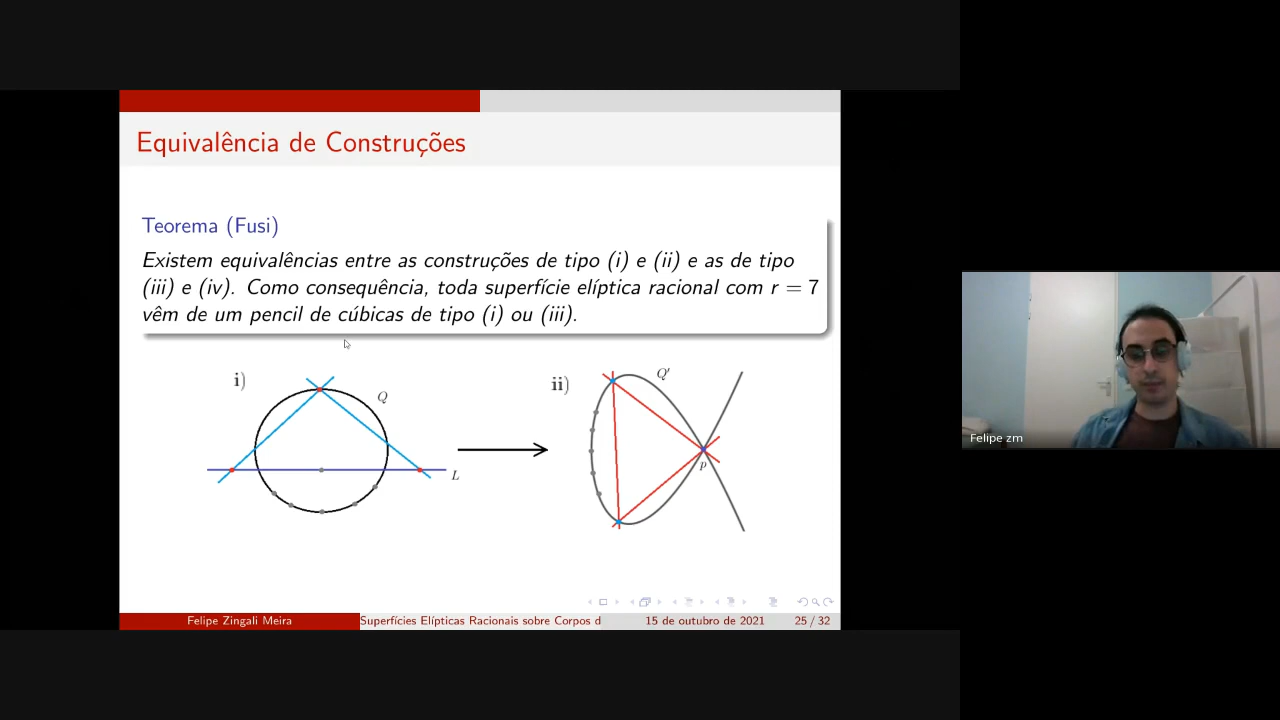 Equivalência de Construções
Teorema (Fusi)
Existem equivalências entre as construções de tipo (i) e (ii) e as de tipo
(iii) e (iv). Como consequência, toda superfície elíptica racional com r = 7
vêm de um pencil de cúbicas de tipo (i) ou (iii).
i)
Q
L
ii)
Q′
p
Felipe zm
Felipe Zingali Meira
Superfícies Elípticas Racionais sobre Corpos d
15 de outubro de 2021
25 / 32